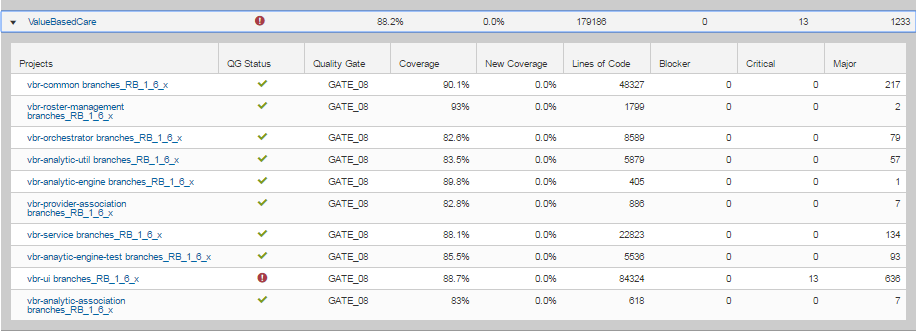 ValueBasedCare 88.2% 0.0% 179186 0 13 1233
Projects QG Status Quality Gate Coverage New Coverage Lines of Code Blocker Critical Major
vbr-common branches_RB_1_6_x GATE_08 90.1% 0.0% 48327 0 0 217
vbr-roster-management GATE_08 93% 0.0% 1799 0 0 2
branches_RB_1_6_x
vbr-orchestrator branches_RB_1_6_x GATE_08 82.6% 0.0% 8589 0 0 79
vbr-analytic-util branches_RB_1_6_x GATE_08 83.5% 0.0% 5879 0 0 57
vbr-analytic-engine branches_RB_1_6_x GATE_08 89.8% 0.0% 405 0 0 1
vbr-provider-association GATE_08 82.8% 0.0% 886 0 0 7
branches_RB_1_6_x
vbr-service branches_RB_1_6_x GATE_08 88.1% 0.0% 22823 0 0 134
vbr-anaytic-engine-test branches_RB_1_6_x GATE_08 85.5% 0.0% 5536 0 0 93
vbr-ui branches_RB_1_6_x GATE_08 88.7% 0.0% 84324 0 13 636
vbr-analytic-association GATE_08 83% 0.0% 618 0 0 7
branches_RB_1_6_x